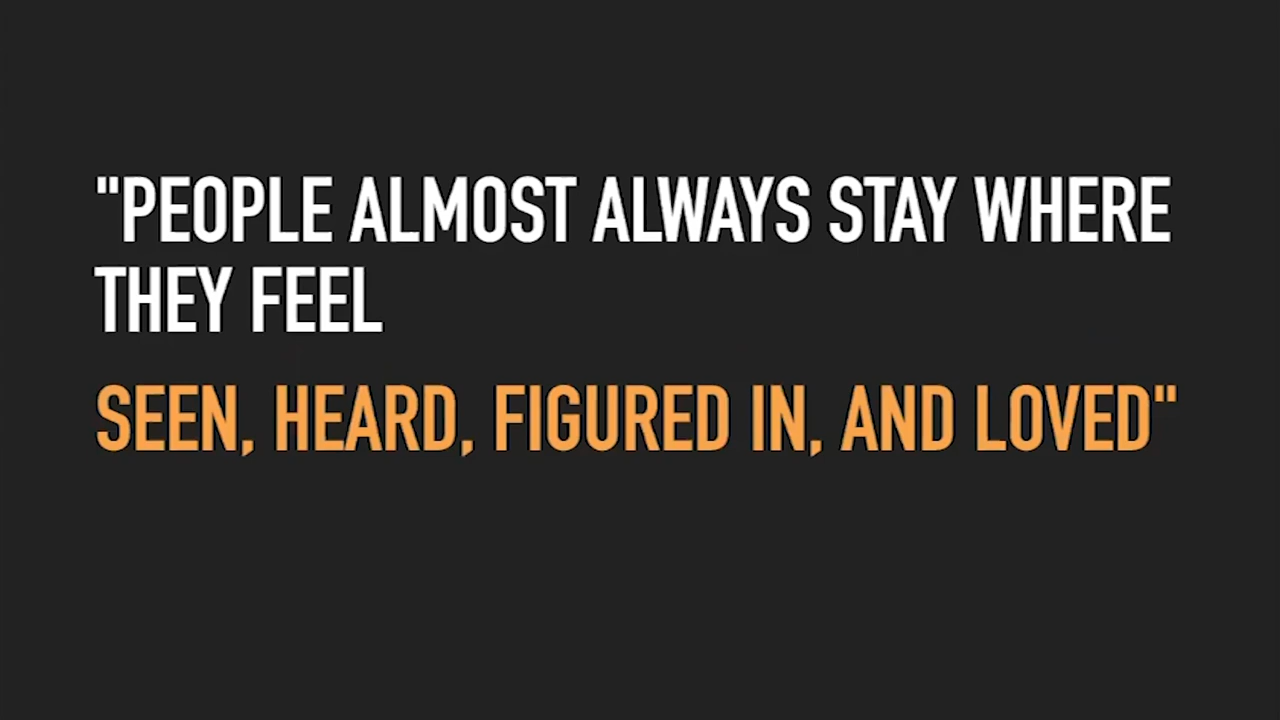 "PEOPLE ALMOST ALWAYS STAY WHERE
THEY FEEL
SEEN, HEARD, FIGURED IN, AND LOVED"